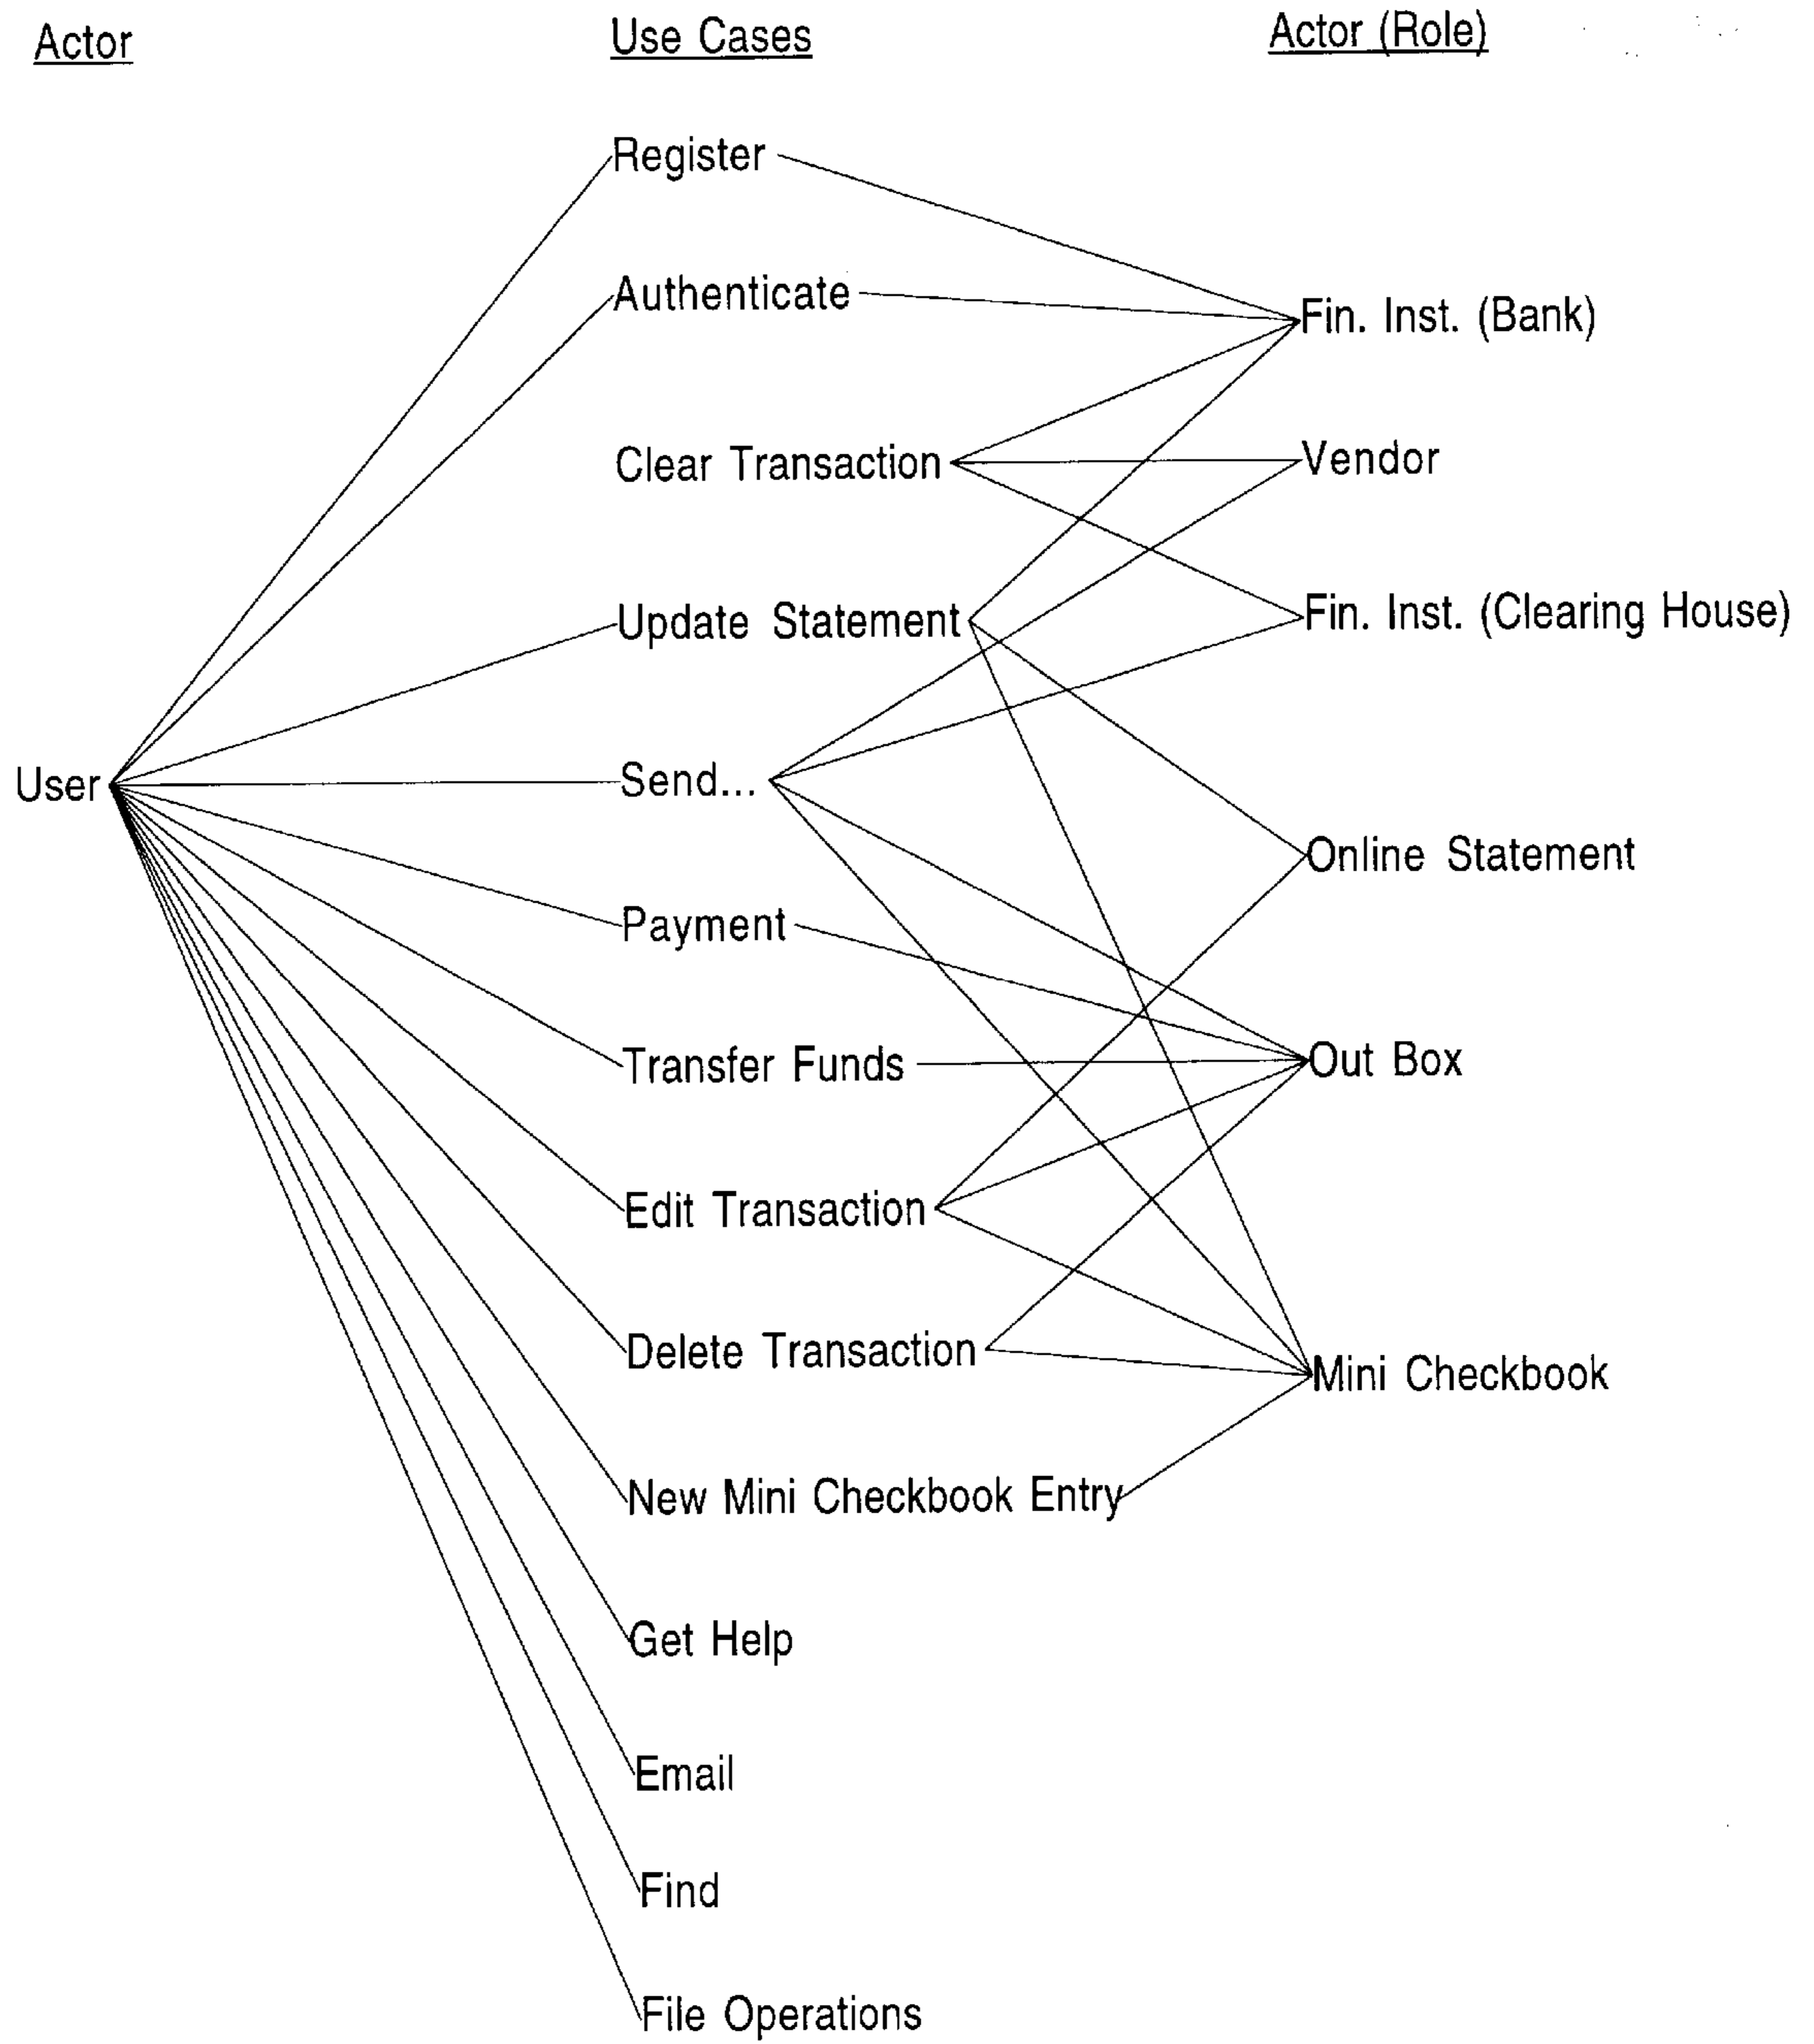 Actor
Use Cases
Actor (Role)
Register
Authenticate
Fin. Inst. (Bank)
Clear Transaction
Vendor
Update Statement
Fin. Inst. (Clearing House)
User
Send...
Online Statement
Payment
Transfer Funds
Out Box
Edit Transaction
Delete Transaction
Mini Checkbook
New Mini Checkbook Entry
Get Help
Email
Find
File Operations